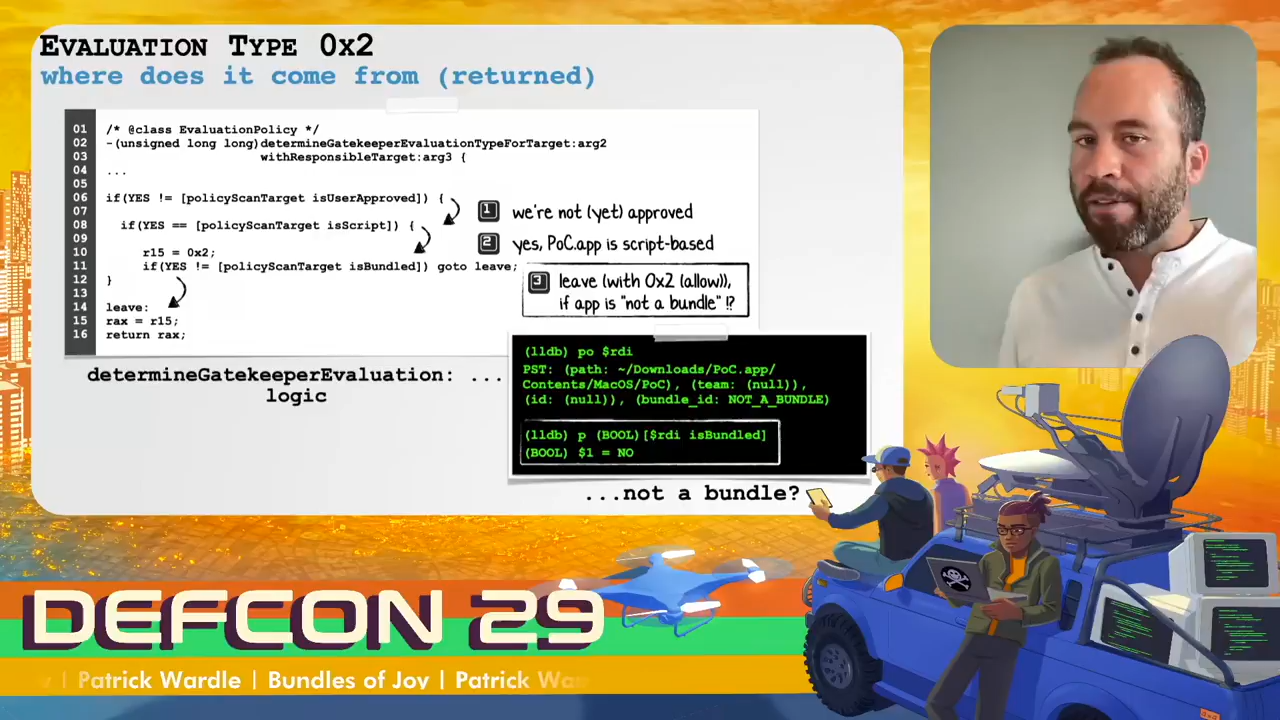 Evaluation Type 0x2
where does it come from (returned)
01 /* @class EvaluationPolicy */
02 -(unsigned long long)determineGatekeeperEvaluationTypeForTarget:arg2
03 withResponsibleTarget:arg3 {
04 ...
05
06 if(YES != [policyScanTarget isUserApproved]) {
07
08 if(YES == [policyScanTarget isScript]) {
09
10 r15 = 0x2;
11 if(YES != [policyScanTarget isBundled]) goto leave;
12 }
13
14 leave:
15 rax = r15;
16 return rax;
1 we're not (yet) approved
2 yes, PoC.app is script-based
3 leave (with 0x2 (allow)),
if app is "not a bundle" !?
determineGatekeeperEvaluation: ...
logic
(lldb) po $rdi
PST: (path: ~/Downloads/PoC.app/
Contents/MacOS/PoC), (team: (null)),
(id: (null)), (bundle_id: NOT_A_BUNDLE)
(lldb) p (BOOL)[$rdi isBundled]
(BOOL) $1 = NO
...not a bundle?
DEFCON 29
| Patrick Wardle | Bundles of Joy | Patrick